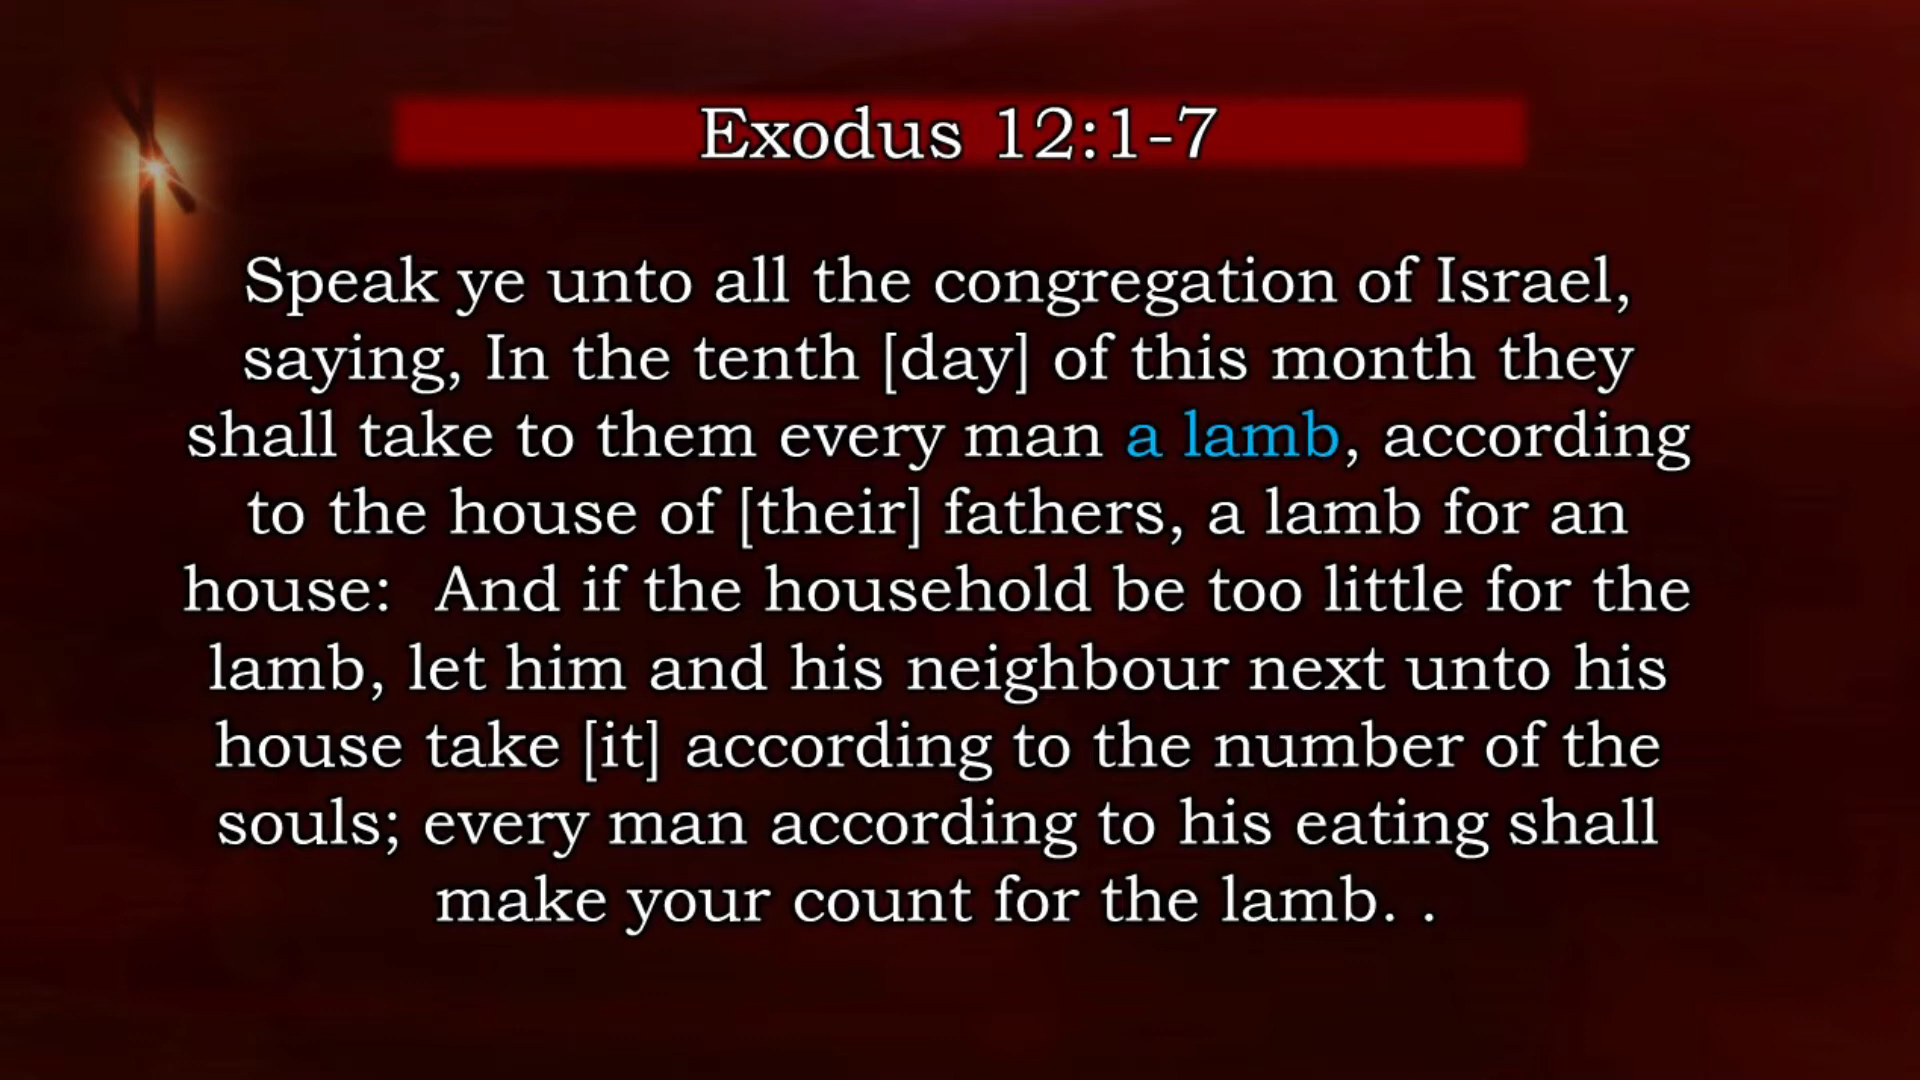 Exodus 12:1-7
Speak ye unto all the congregation of Israel,
saying, In the tenth [day] of this month they
shall take to them every man a lamb, according
to the house of [their] fathers, a lamb for an
house:  And if the household be too little for the
lamb, let him and his neighbour next unto his
house take [it] according to the number of the
souls; every man according to his eating shall
make your count for the lamb. .